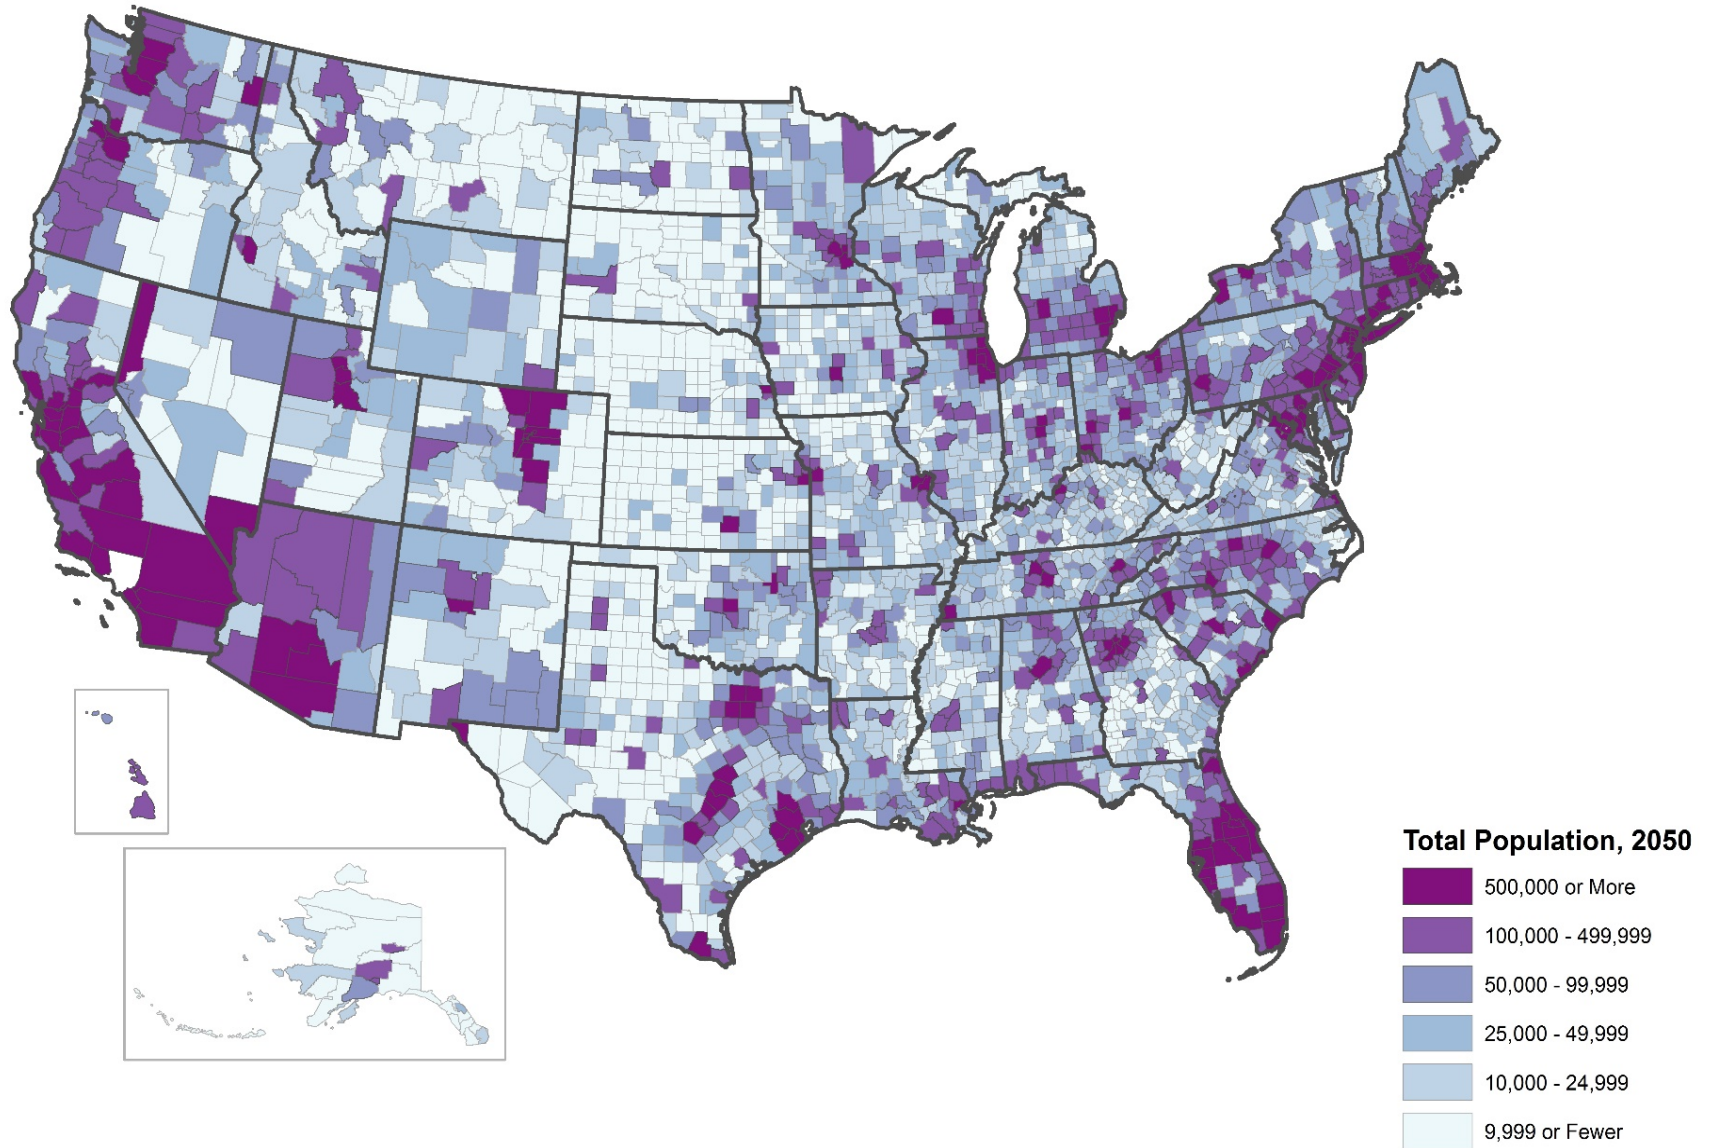 Total Population, 2050
500,000 or More
100,000 - 499,999
50,000 - 99,999
25,000 - 49,999
10,000 - 24,999
9,999 or Fewer